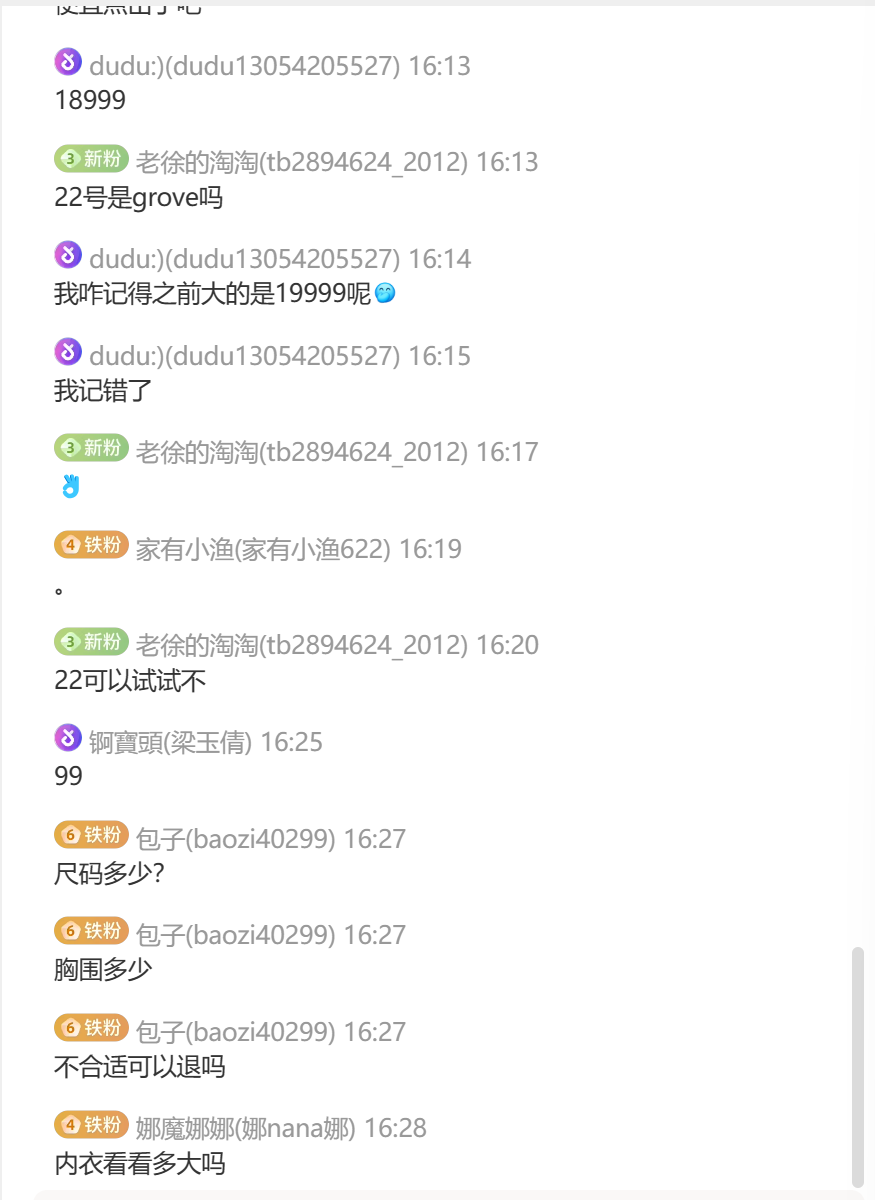 dudu:)(dudu13054205527) 16:13
18999
3 新粉 老徐的淘淘(tb2894624_2012) 16:13
22号是grove吗
dudu:)(dudu13054205527) 16:14
我咋记得之前大的是19999呢
dudu:)(dudu13054205527) 16:15
我记错了
3 新粉 老徐的淘淘(tb2894624_2012) 16:17
4 铁粉 家有小渔(家有小渔622) 16:19
。
3 新粉 老徐的淘淘(tb2894624_2012) 16:20
22可以试试不
锕寶頭(梁玉倩) 16:25
99
6 铁粉 包子(baozi40299) 16:27
尺码多少?
6 铁粉 包子(baozi40299) 16:27
胸围多少
6 铁粉 包子(baozi40299) 16:27
不合适可以退吗
4 铁粉 娜魔娜娜(娜nana娜) 16:28
内衣看看多大吗